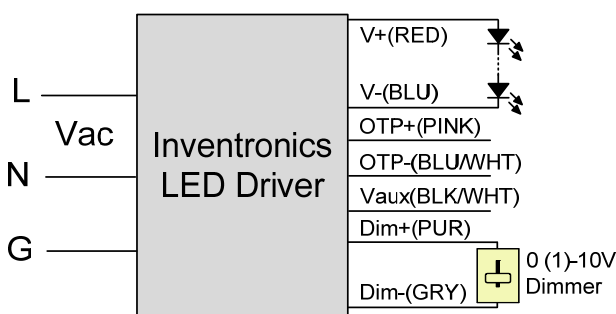 L
Vac
N
G
Inventronics
LED Driver
V+(RED)
V-(BLU)
OTP+(PINK)
OTP-(BLU/WHT)
Vaux(BLK/WHT)
Dim+(PUR)
Dim-(GRY)
0 (1)-10V
Dimmer